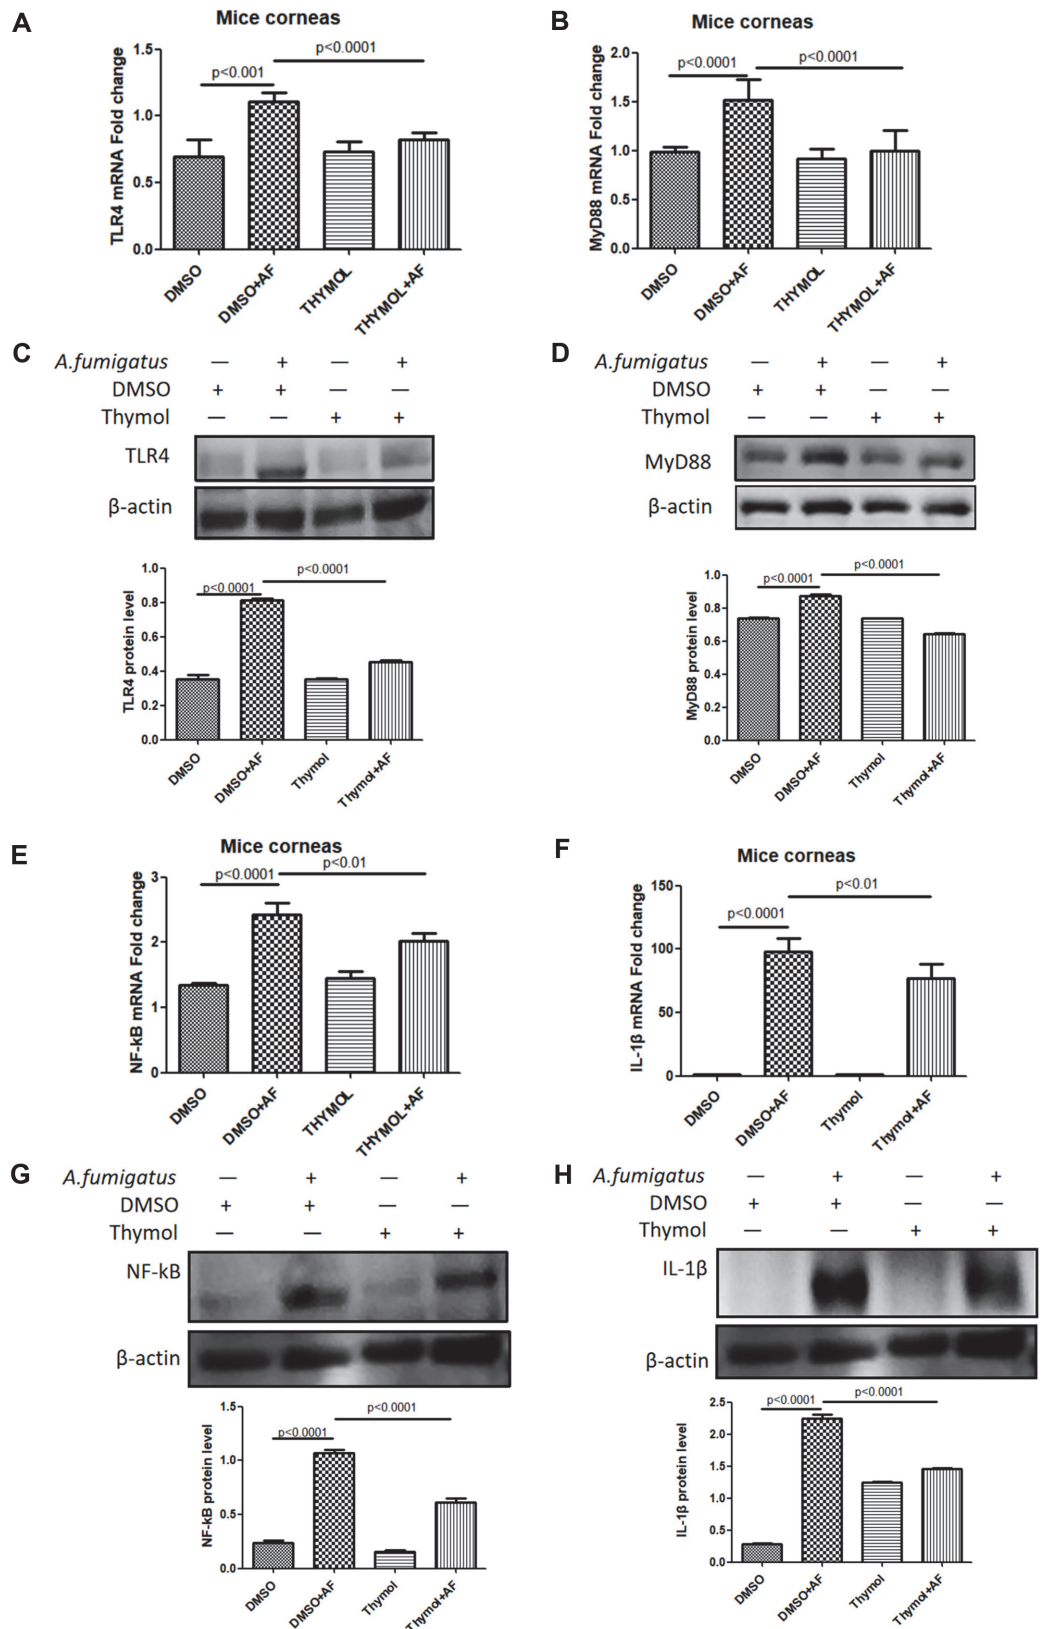 A
Mice corneas
TLR4 mRNA Fold change
1.5
1.0
0.5
0.0
p<0.001
p<0.0001
DMSO
DMSO+AF
THYMOL
THYMOL+AF
B
Mice corneas
MyD88 mRNA Fold change
2.0
1.5
1.0
0.5
0.0
p<0.0001
p<0.0001
DMSO
DMSO+AF
THYMOL
THYMOL+AF
C
A.fumigatus — + — +
DMSO + + — —
Thymol — — + +
TLR4
β-actin
TLR4 protein level
1.0
0.8
0.6
0.4
0.2
0.0
p<0.0001
p<0.0001
DMSO
DMSO+AF
Thymol
Thymol+AF
D
A.fumigatus — + — +
DMSO + + — —
Thymol — — + +
MyD88
β-actin
MyD88 protein level
1.0
0.8
0.6
0.4
0.2
0.0
p<0.0001
p<0.0001
DMSO
DMSO+AF
Thymol
Thymol+AF
E
Mice corneas
NF-kB mRNA Fold change
3
2
1
0
p<0.0001
p<0.01
DMSO
DMSO+AF
THYMOL
THYMOL+AF
F
Mice corneas
IL-1β mRNA Fold change
150
100
50
0
p<0.0001
p<0.01
DMSO
DMSO+AF
Thymol
Thymol+AF
G
A.fumigatus — + — +
DMSO + + — —
Thymol — — + +
NF-kB
β-actin
NF-kB protein level
1.5
1.0
0.5
0.0
p<0.0001
p<0.0001
DMSO
DMSO+AF
Thymol
Thymol+AF
H
A.fumigatus — + — +
DMSO + + — —
Thymol — — + +
IL-1β
β-actin
IL-1β protein level
2.5
2.0
1.5
1.0
0.5
0.0
p<0.0001
p<0.0001
DMSO
DMSO+AF
Thymol
Thymol+AF